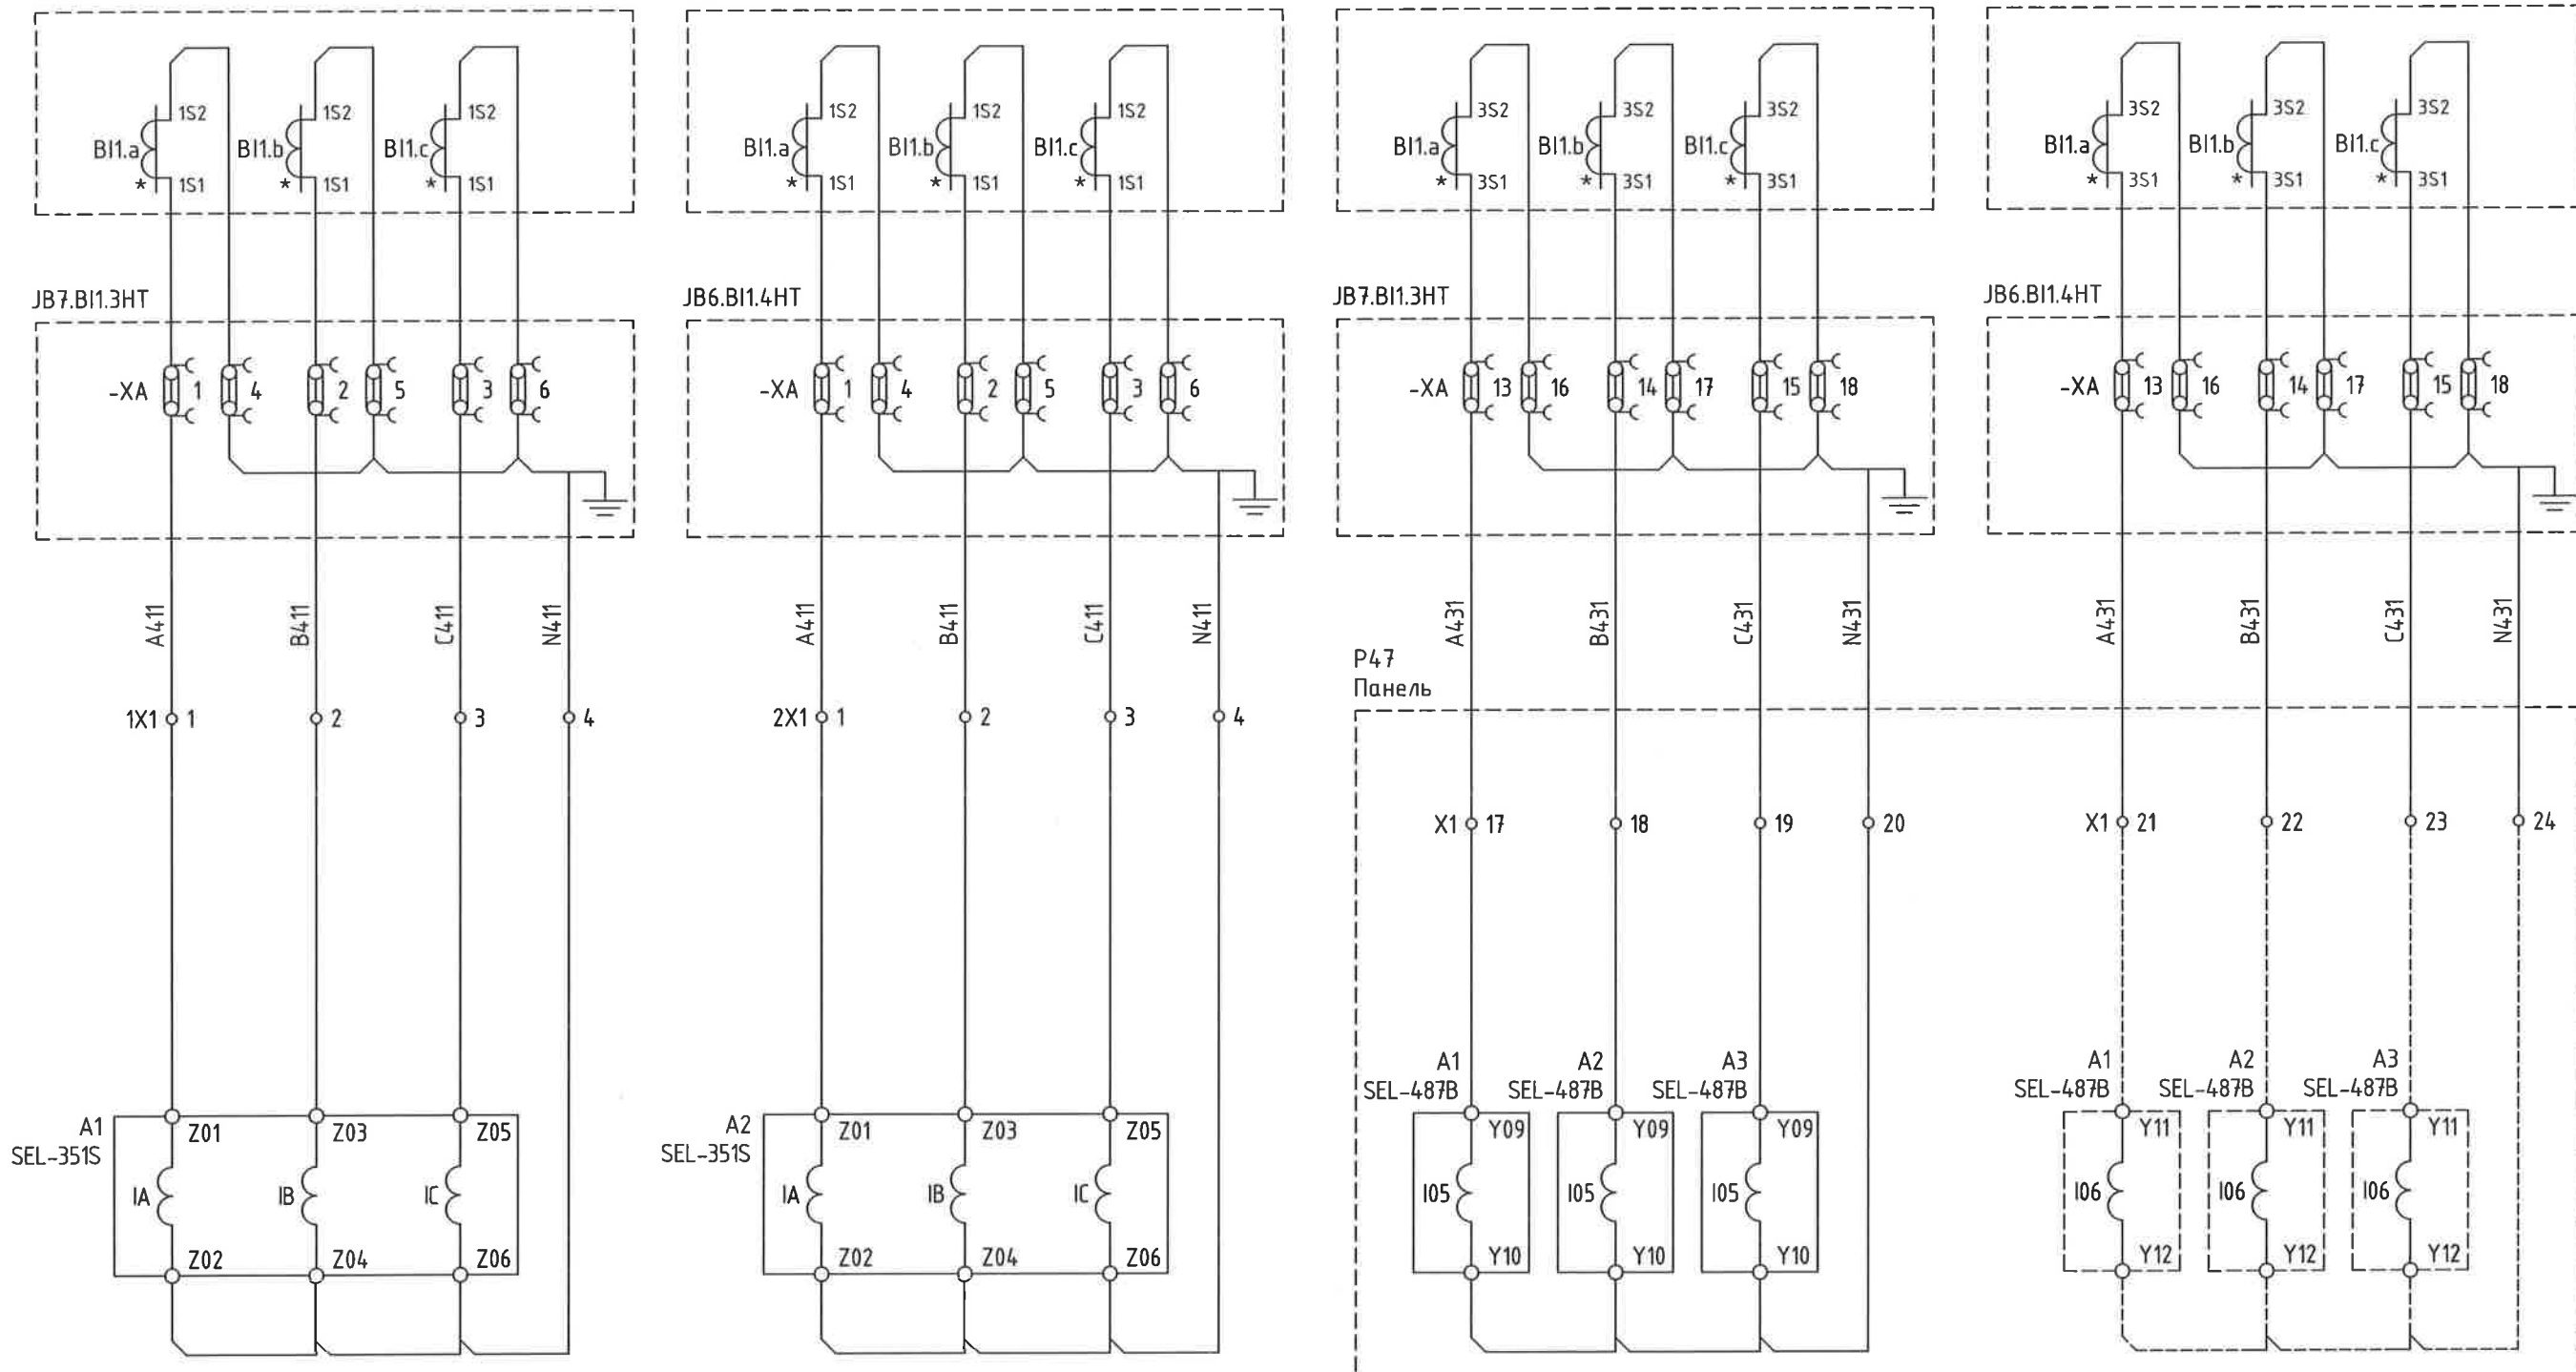 1S2 1S2 1S2
BI1.a BI1.b BI1.c
* 1S1 * 1S1 * 1S1
JB7.BI1.3HT
-XA 1 4 2 5 3 6
A411 B411 C411 N411
1X1 1 2 3 4
A1
SEL-351S
Z01 Z03 Z05
IA IB IC
Z02 Z04 Z06
1S2 1S2 1S2
BI1.a BI1.b BI1.c
* 1S1 * 1S1 * 1S1
JB6.BI1.4HT
-XA 1 4 2 5 3 6
A411 B411 C411 N411
2X1 1 2 3 4
A2
SEL-351S
Z01 Z03 Z05
IA IB IC
Z02 Z04 Z06
3S2 3S2 3S2
BI1.a BI1.b BI1.c
* 3S1 * 3S1 * 3S1
JB7.BI1.3HT
-XA 13 16 14 17 15 18
A431 B431 C431 N431
P47
Панель
X1 17 18 19 20
A1 A2 A3
SEL-487B SEL-487B SEL-487B
Y09 Y09 Y09
I05 I05 I05
Y10 Y10 Y10
3S2 3S2 3S2
BI1.a BI1.b BI1.c
* 3S1 * 3S1 * 3S1
JB6.BI1.4HT
-XA 13 16 14 17 15 18
A431 B431 C431 N431
X1 21 22 23 24
A1 A2 A3
SEL-487B SEL-487B SEL-487B
Y11 Y11 Y11
I06 I06 I06
Y12 Y12 Y12